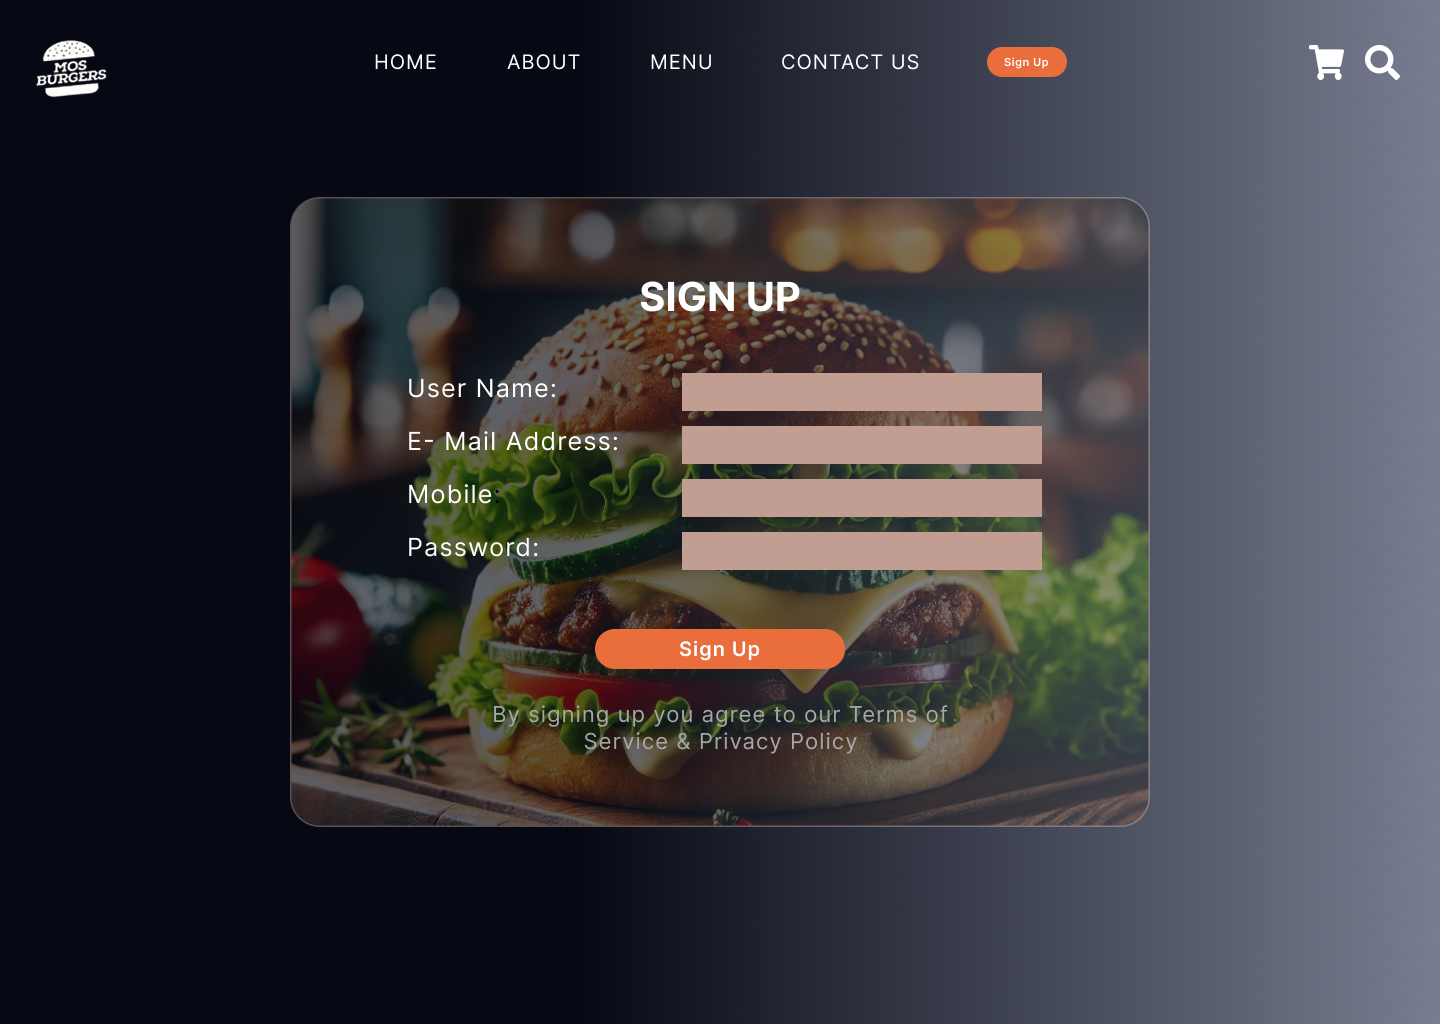 MOS
BURGERS
HOME
ABOUT
MENU
CONTACT US
Sign Up
SIGN UP
User Name:
E- Mail Address:
Mobile:
Password:
Sign Up
By signing up you agree to our Terms of
Service & Privacy Policy